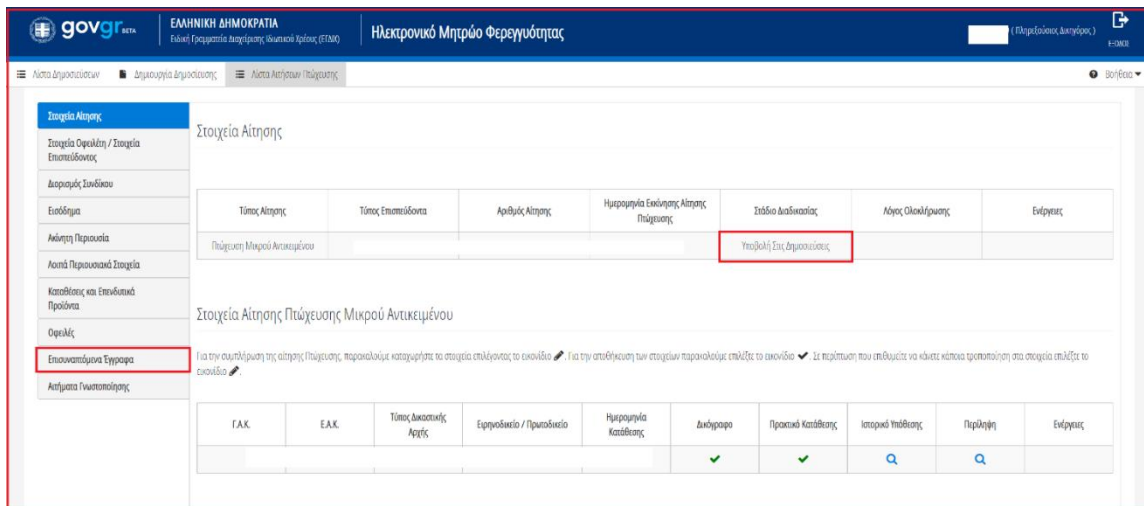 govgr BETA
ΕΛΛΗΝΙΚΗ ΔΗΜΟΚΡΑΤΙΑ
Ειδική Γραμματεία Διαχείρισης Ιδιωτικού Χρέους (ΕΓΔΙΧ)
Ηλεκτρονικό Μητρώο Φερεγγυότητας
( Πληρεξούσιος Δικηγόρος )
ΕΞΟΔΟΣ
Λίστα Δημοσιεύσεων
Δημιουργία Δημοσίευσης
Λίστα Αιτήσεων Πτώχευσης
Βοήθεια
Στοιχεία Αίτησης
Στοιχεία Οφειλέτη / Στοιχεία
Επισπεύδοντος
Διορισμός Συνδίκου
Εισόδημα
Ακίνητη Περιουσία
Λοιπά Περιουσιακά Στοιχεία
Καταθέσεις και Επενδυτικά
Προϊόντα
Οφειλές
Επισυναπτόμενα Έγγραφα
Αιτήματα Γνωστοποίησης
Στοιχεία Αίτησης
Τύπος Αίτησης
Τύπος Επισπεύδοντα
Αριθμός Αίτησης
Ημερομηνία Εκκίνησης Αίτησης
Πτώχευσης
Στάδιο Διαδικασίας
Λόγος Ολοκλήρωσης
Ενέργειες
Πτώχευση Μικρού Αντικειμένου
Υποβολή Στις Δημοσιεύσεις
Στοιχεία Αίτησης Πτώχευσης Μικρού Αντικειμένου
Για την συμπλήρωση της αίτησης Πτώχευσης, παρακαλούμε καταχωρήστε τα στοιχεία επιλέγοντας το εικονίδιο . Για την αποθήκευση των στοιχείων παρακαλούμε επιλέξτε το εικονίδιο . Σε περίπτωση που επιθυμείτε να κάνετε κάποια τροποποίηση στα στοιχεία επιλέξτε το
εικονίδιο .
Γ.Α.Κ.
Ε.Α.Κ.
Τύπος Δικαστικής
Αρχής
Ειρηνοδικείο / Πρωτοδικείο
Ημερομηνία
Κατάθεσης
Δικόγραφο
Πρακτικό Κατάθεσης
Ιστορικό Υπόθεσης
Περίληψη
Ενέργειες